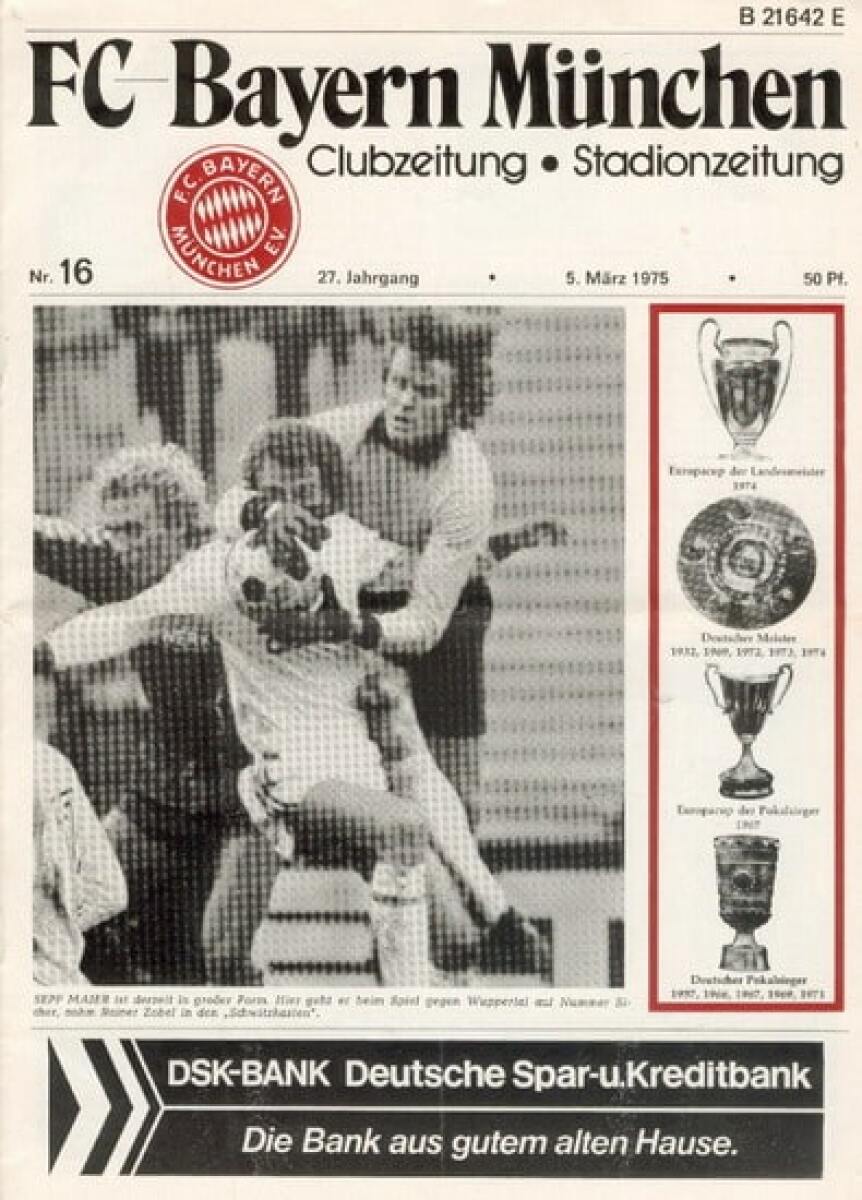 B 21642 E
FC Bayern München
Clubzeitung • Stadionzeitung
F.C. BAYERN
MÜNCHEN E.V.
Nr. 16 27. Jahrgang • 5. März 1975 • 50 Pf.
Europacup der Landesmeister
1974
Deutscher Meister
1932, 1969, 1972, 1973, 1974
Europacup der Pokalsieger
1967
Deutscher Pokalsieger
1957, 1966, 1967, 1969, 1971
SEPP MAIER ist derzeit in großer Form. Hier geht er beim Spiel gegen Wuppertal auf Nummer Si-
cher, nahm Rainer Zobel in den „Schwitzkasten".
DSK-BANK Deutsche Spar-u.Kreditbank
Die Bank aus gutem alten Hause.